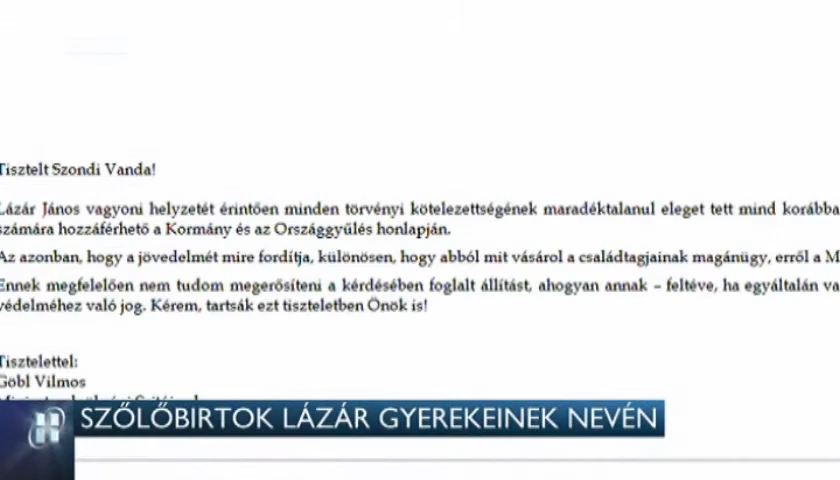 Tisztelt Szondi Vanda!
Lázár János vagyoni helyzetét érintően minden törvényi kötelezettségének maradéktalanul eleget tett mind korábba
számára hozzáférhető a Kormány és az Országgyűlés honlapján.
Az azonban, hogy a jövedelmét mire fordítja, különösen, hogy abból mit vásárol a családtagjainak magánügy, erről a M
Ennek megfelelően nem tudom megerősíteni a kérdésében foglalt állítást, ahogyan annak – feltéve, ha egyáltalán va
védelméhez való jog. Kérem, tartsák ezt tiszteletben Önök is!
Tisztelettel:
Göbl Vilmos
SZŐLŐBIRTOK LÁZÁR GYEREKEINEK NEVÉN